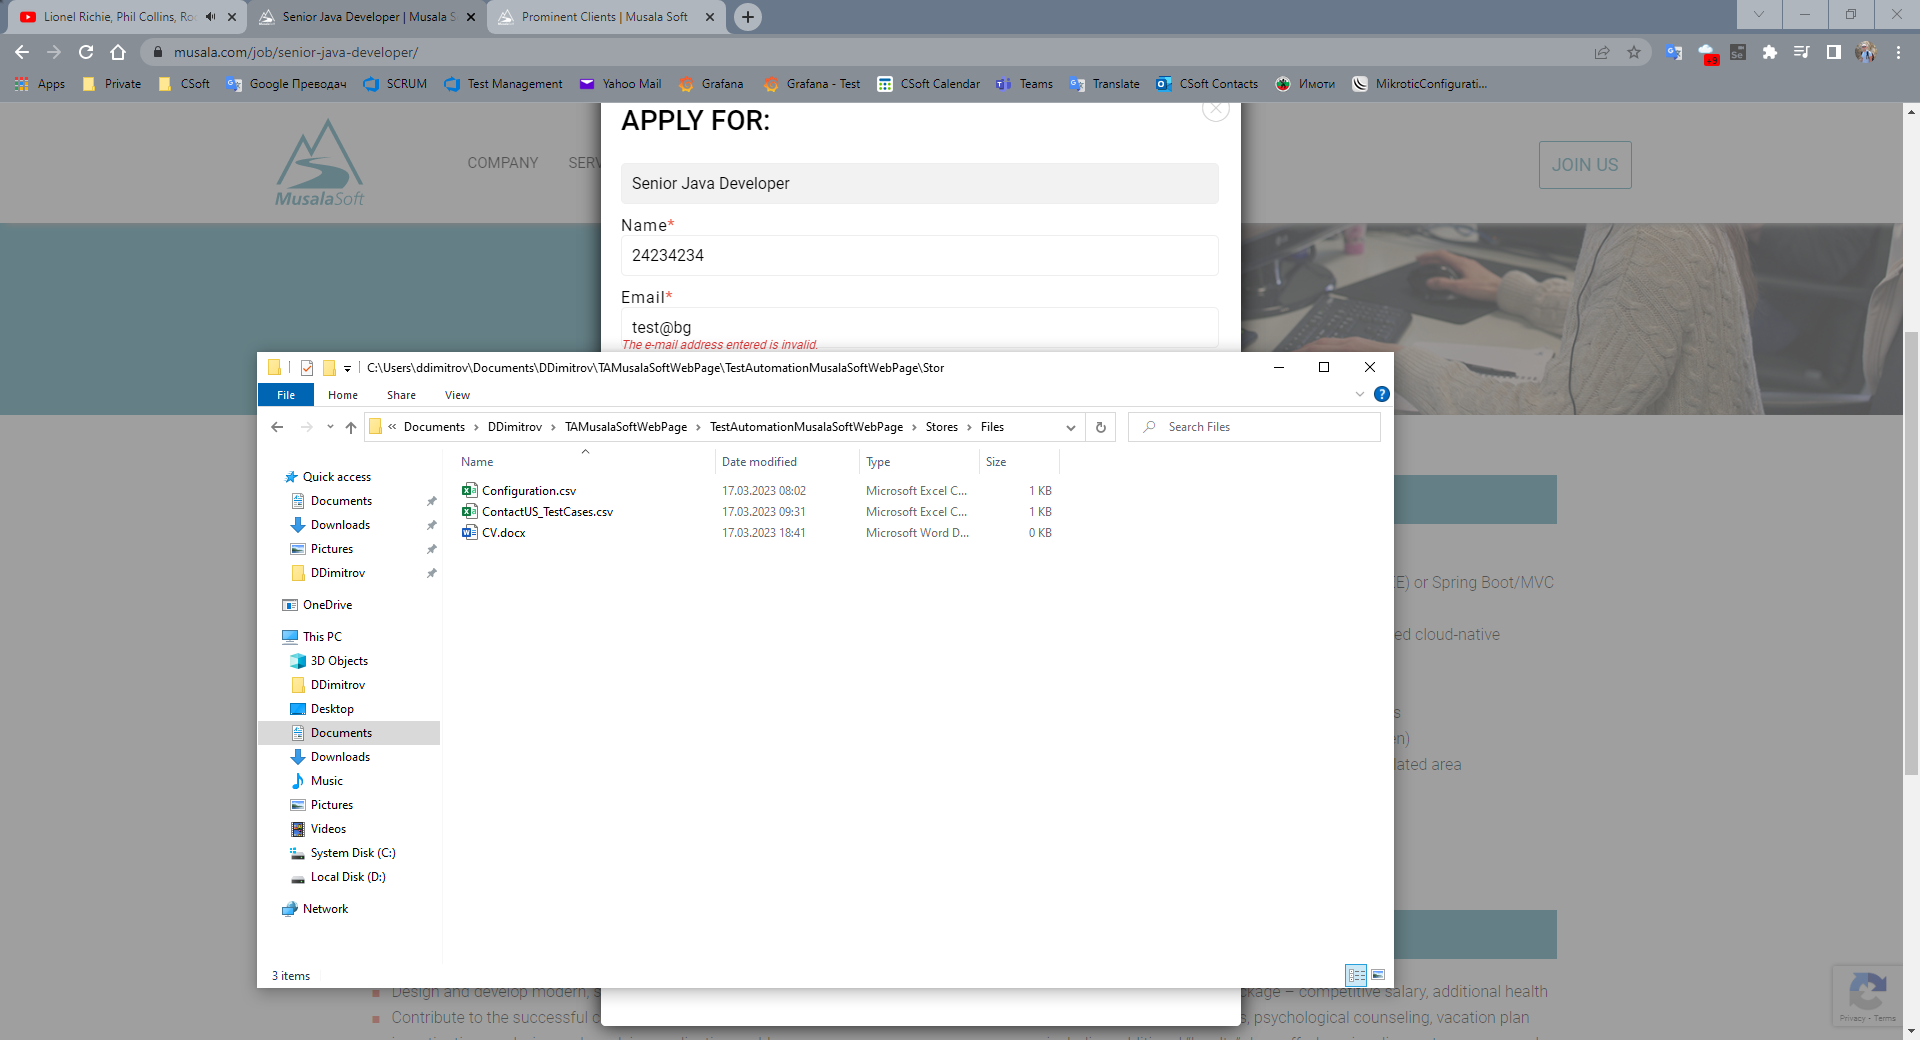 Lionel Richie, Phil Collins, Ro
Senior Java Developer | Musala S
Prominent Clients | Musala Soft
musala.com/job/senior-java-developer/
Apps
Private
CSoft
Google Преводач
SCRUM
Test Management
Yahoo Mail
Grafana
Grafana - Test
CSoft Calendar
Teams
Translate
CSoft Contacts
Имоти
MikroticConfigurati...
MusalaSoft
COMPANY
SERV
JOIN US
APPLY FOR:
Senior Java Developer
Name*
24234234
Email*
test@bg
The e-mail address entered is invalid.
C:\Users\ddimitrov\Documents\DDimitrov\TAMusalaSoftWebPage\TestAutomationMusalaSoftWebPage\Stor
File
Home
Share
View
« Documents > DDimitrov > TAMusalaSoftWebPage > TestAutomationMusalaSoftWebPage > Stores > Files
Search Files
Name Date modified Type Size
Configuration.csv 17.03.2023 08:02 Microsoft Excel C... 1 KB
ContactUS_TestCases.csv 17.03.2023 09:31 Microsoft Excel C... 1 KB
CV.docx 17.03.2023 18:41 Microsoft Word D... 0 KB
Quick access
Documents
Downloads
Pictures
DDimitrov
OneDrive
This PC
3D Objects
DDimitrov
Desktop
Documents
Downloads
Music
Pictures
Videos
System Disk (C:)
Local Disk (D:)
Network
3 items
E) or Spring Boot/MVC
ed cloud-native
s
en)
lated area
Design and develop modern, s
Contribute to the successful c
ckage – competitive salary, additional health
s, psychological counseling, vacation plan
Privacy - Terms